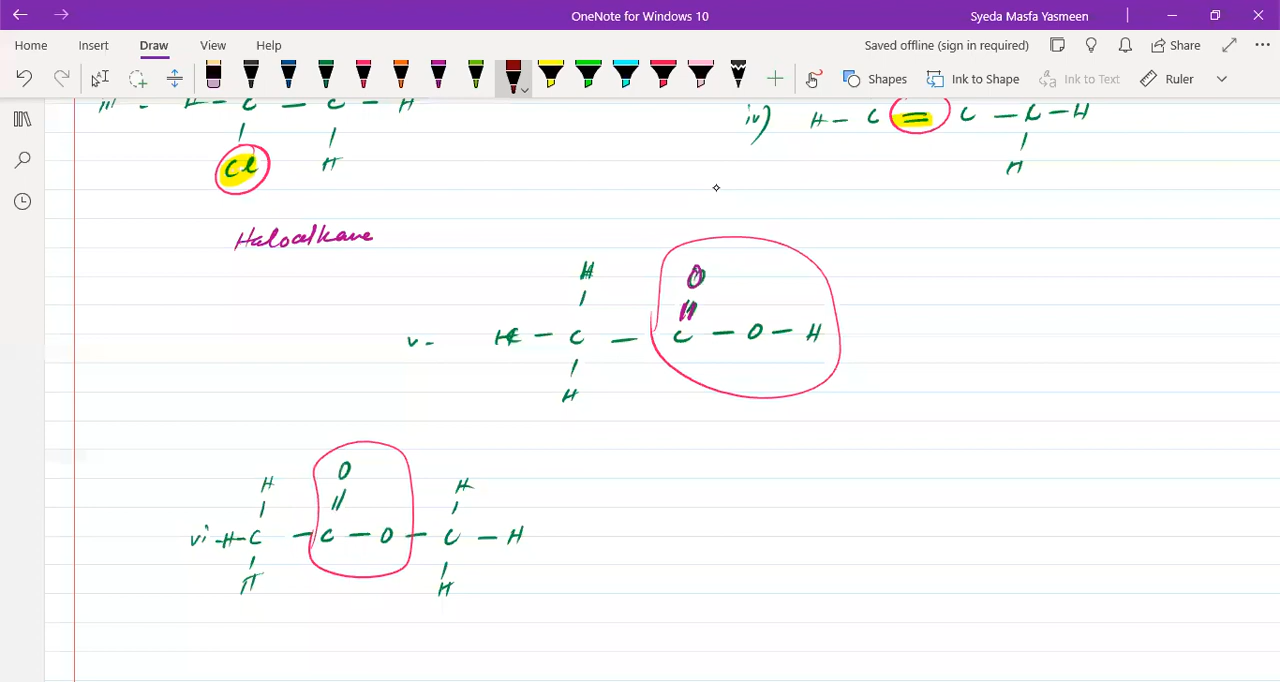 OneNote for Windows 10
Syeda Masfa Yasmeen
Home Insert Draw View Help
Saved offline (sign in required) Share
Shapes Ink to Shape Ink to Text Ruler
H - C - C - H
iv) H - C = C - C - H
Cl H
H
Haloalkane
H O
v - H - C - C - O - H
H
H O H
vi - H - C - C - O - C - H
H H